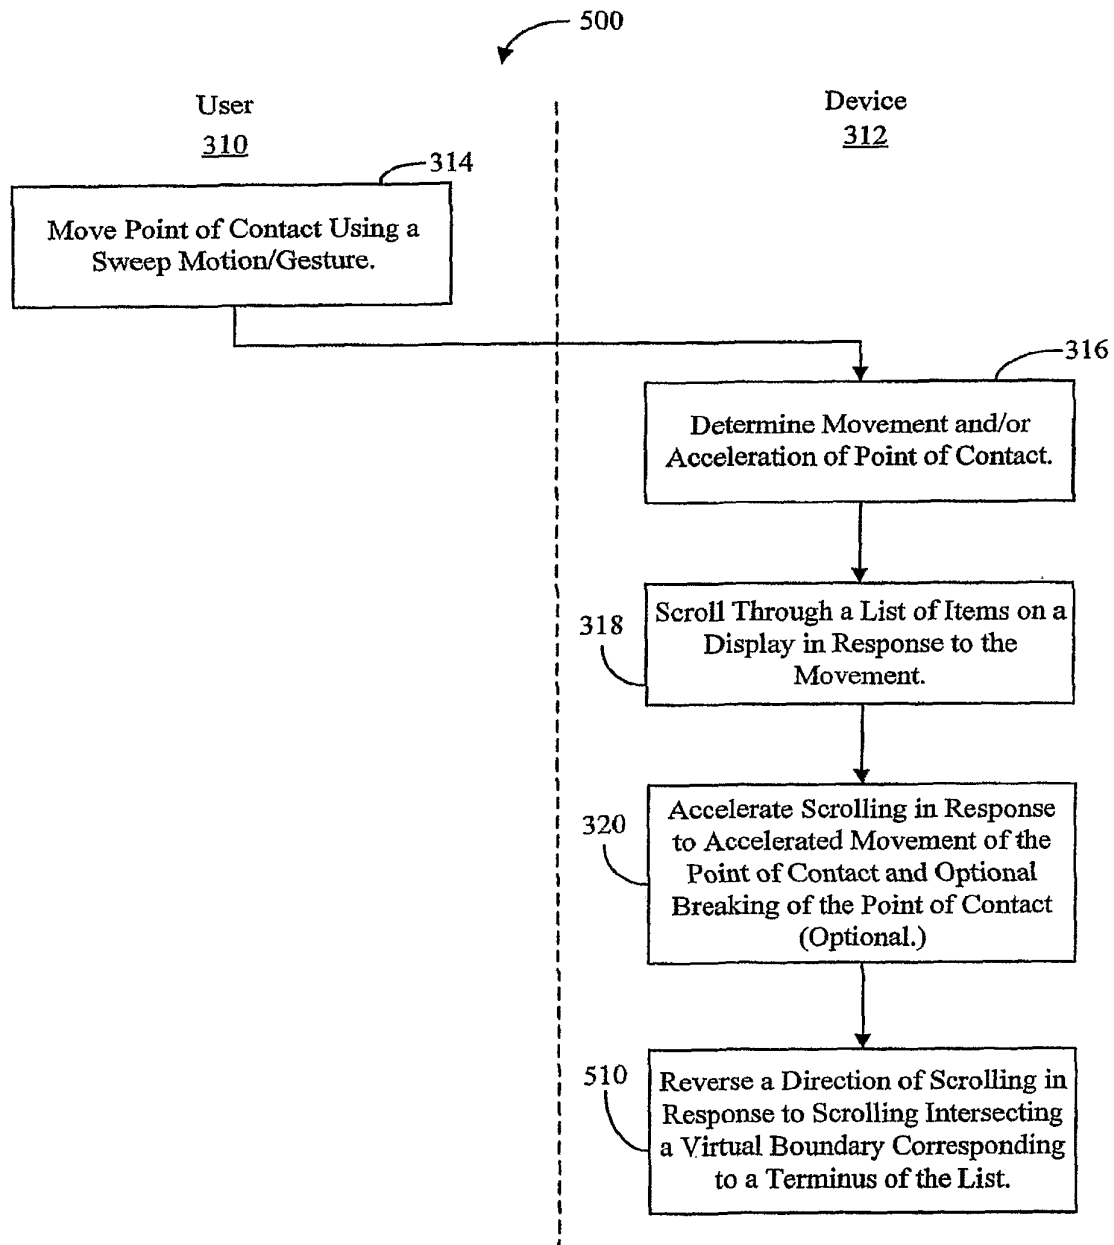 500
User
310
Device
312
314
Move Point of Contact Using a
Sweep Motion/Gesture.
316
Determine Movement and/or
Acceleration of Point of Contact.
318
Scroll Through a List of Items on a
Display in Response to the
Movement.
320
Accelerate Scrolling in Response
to Accelerated Movement of the
Point of Contact and Optional
Breaking of the Point of Contact
(Optional.)
510
Reverse a Direction of Scrolling in
Response to Scrolling Intersecting
a Virtual Boundary Corresponding
to a Terminus of the List.